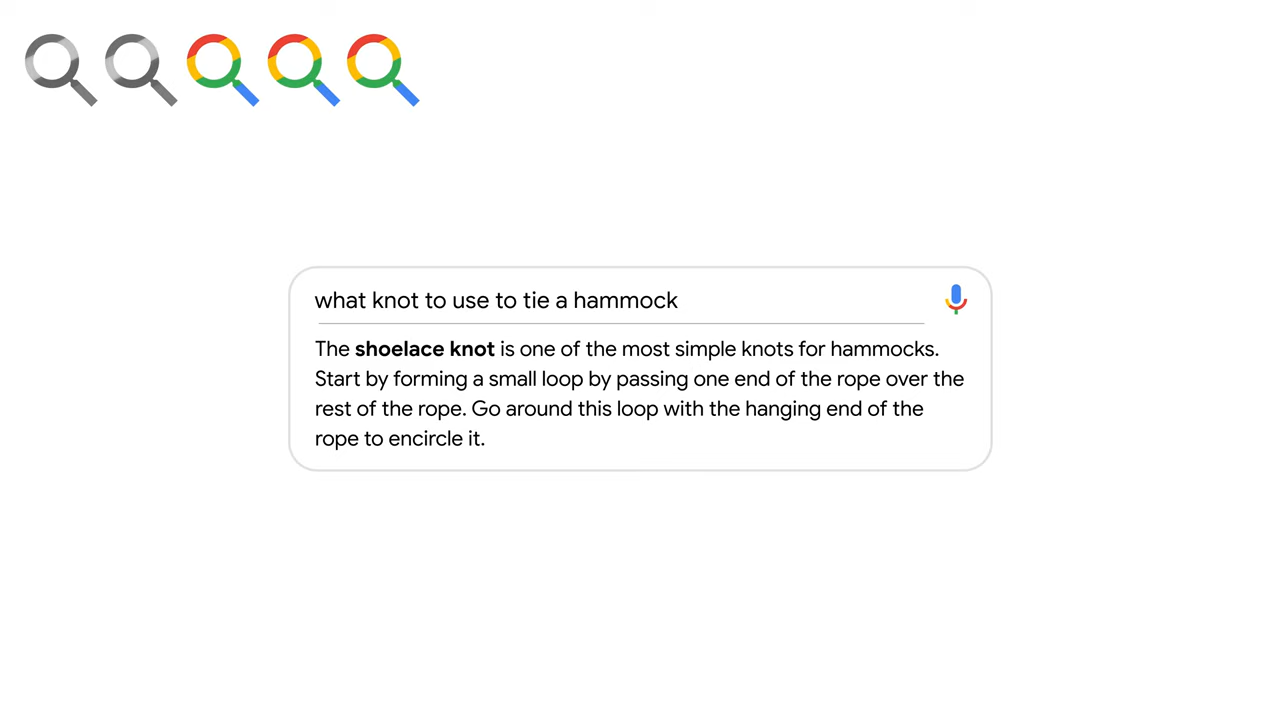 what knot to use to tie a hammock
The shoelace knot is one of the most simple knots for hammocks.
Start by forming a small loop by passing one end of the rope over the
rest of the rope. Go around this loop with the hanging end of the
rope to encircle it.